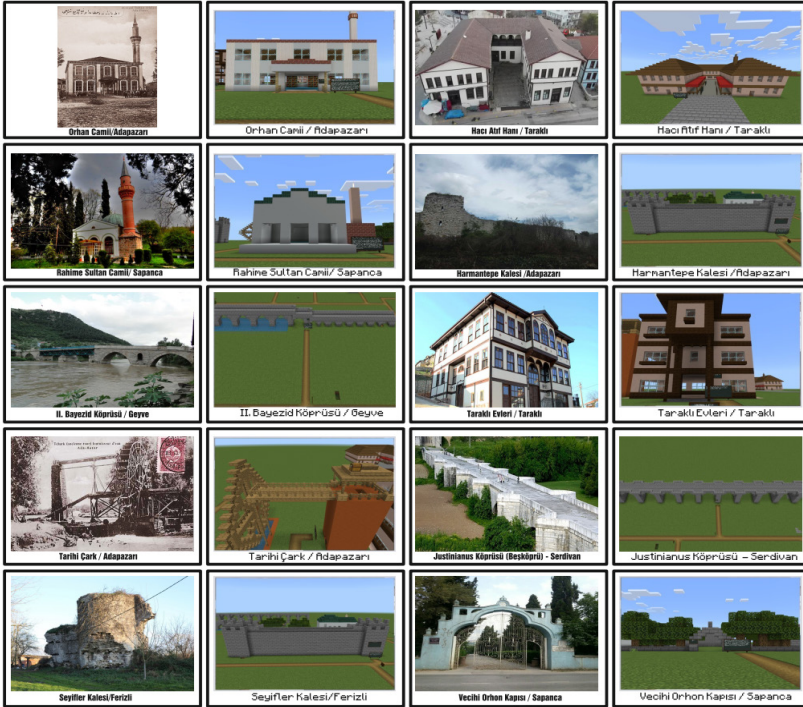 Orhan Camii/Adapazarı
Orhan Camii / Adapazarı
Hacı Atıf Hanı / Taraklı
Hacı Atıf Hanı / Taraklı
Rahime Sultan Camii/ Sapanca
Rahime Sultan Camii/ Sapanca
Harmantepe Kalesi /Adapazarı
Harmantepe Kalesi /Adapazarı
II. Bayezid Köprüsü / Geyve
II. Bayezid Köprüsü / Geyve
Taraklı Evleri / Taraklı
Taraklı Evleri / Taraklı
Tarihi Çark / Adapazarı
Tarihi Çark / Adapazarı
Justinianus Köprüsü (Beşköprü) - Serdivan
Justinianus Köprüsü - Serdivan
Seyifler Kalesi/Ferizli
Seyifler Kalesi/Ferizli
Vecihi Orhon Kapısı / Sapanca
Vecihi Orhon Kapısı / Sapanca